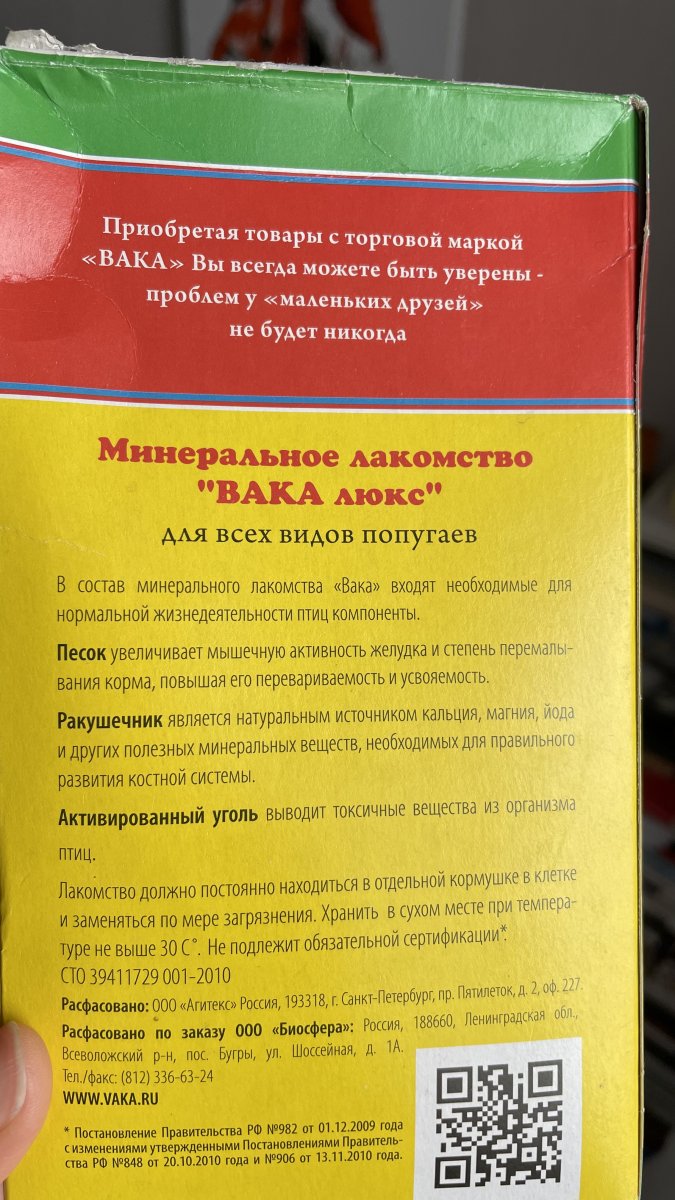 Приобретая товары с торговой маркой
«ВАКА» Вы всегда можете быть уверены -
проблем у «маленьких друзей»
не будет никогда
Минеральное лакомство
"ВАКА люкс"
для всех видов попугаев
В состав минерального лакомства «Вака» входят необходимые для
нормальной жизнедеятельности птиц компоненты.
Песок увеличивает мышечную активность желудка и степень перемалы-
вания корма, повышая его перевариваемость и усвояемость.
Ракушечник является натуральным источником кальция, магния, йода
и других полезных минеральных веществ, необходимых для правильного
развития костной системы.
Активированный уголь выводит токсичные вещества из организма
птиц.
Лакомство должно постоянно находиться в отдельной кормушке в клетке
и заменяться по мере загрязнения. Хранить в сухом месте при темпера-
туре не выше 30 С˚. Не подлежит обязательной сертификации*.
СТО 39411729 001-2010
Расфасовано: ООО «Агитекс» Россия, 193318, г. Санкт-Петербург, пр. Пятилеток, д. 2, оф. 227.
Расфасовано по заказу ООО «Биосфера»: Россия, 188660, Ленинградская обл.,
Всеволожский р-н, пос. Бугры, ул. Шоссейная, д. 1А.
Тел./факс: (812) 336-63-24
WWW.VAKA.RU
* Постановление Правительства РФ №982 от 01.12.2009 года
с изменениями утвержденными Постановлениями Правитель-
ства РФ №848 от 20.10.2010 года и №906 от 13.11.2010 года.